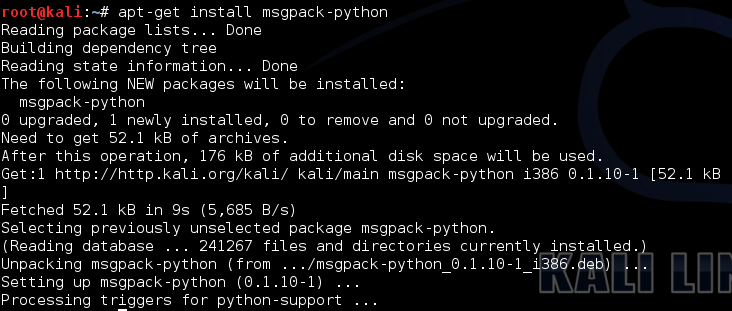 root@kali:~# apt-get install msgpack-python
Reading package lists... Done
Building dependency tree
Reading state information... Done
The following NEW packages will be installed:
  msgpack-python
0 upgraded, 1 newly installed, 0 to remove and 0 not upgraded.
Need to get 52.1 kB of archives.
After this operation, 176 kB of additional disk space will be used.
Get:1 http://http.kali.org/kali/ kali/main msgpack-python i386 0.1.10-1 [52.1 kB
]
Fetched 52.1 kB in 9s (5,685 B/s)
Selecting previously unselected package msgpack-python.
(Reading database ... 241267 files and directories currently installed.)
Unpacking msgpack-python (from .../msgpack-python_0.1.10-1_i386.deb) ...
Setting up msgpack-python (0.1.10-1) ...
Processing triggers for python-support ...
KALI LIN